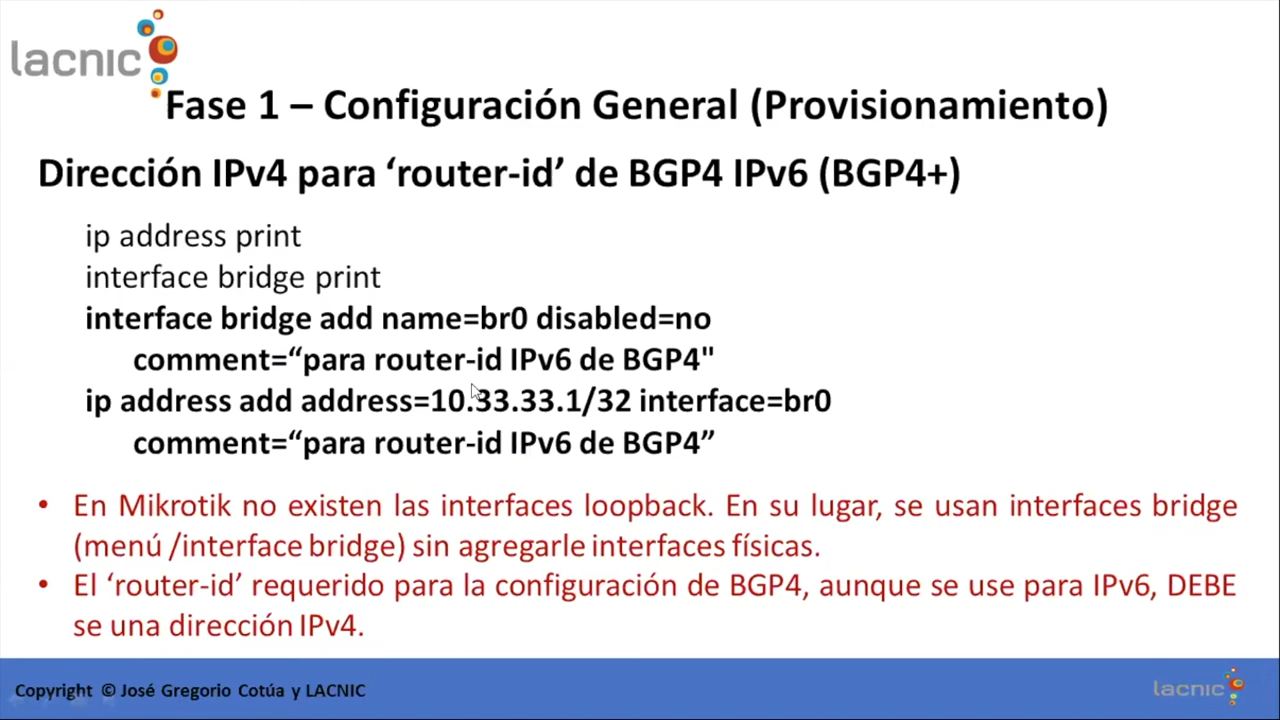 lacnic
Fase 1 – Configuración General (Provisionamiento)
Dirección IPv4 para ‘router-id’ de BGP4 IPv6 (BGP4+)
ip address print
interface bridge print
interface bridge add name=br0 disabled=no
comment=“para router-id IPv6 de BGP4"
ip address add address=10.33.33.1/32 interface=br0
comment=“para router-id IPv6 de BGP4”
• En Mikrotik no existen las interfaces loopback. En su lugar, se usan interfaces bridge
(menú /interface bridge) sin agregarle interfaces físicas.
• El ‘router-id’ requerido para la configuración de BGP4, aunque se use para IPv6, DEBE
se una dirección IPv4.
Copyright © José Gregorio Cotúa y LACNIC
lacnic